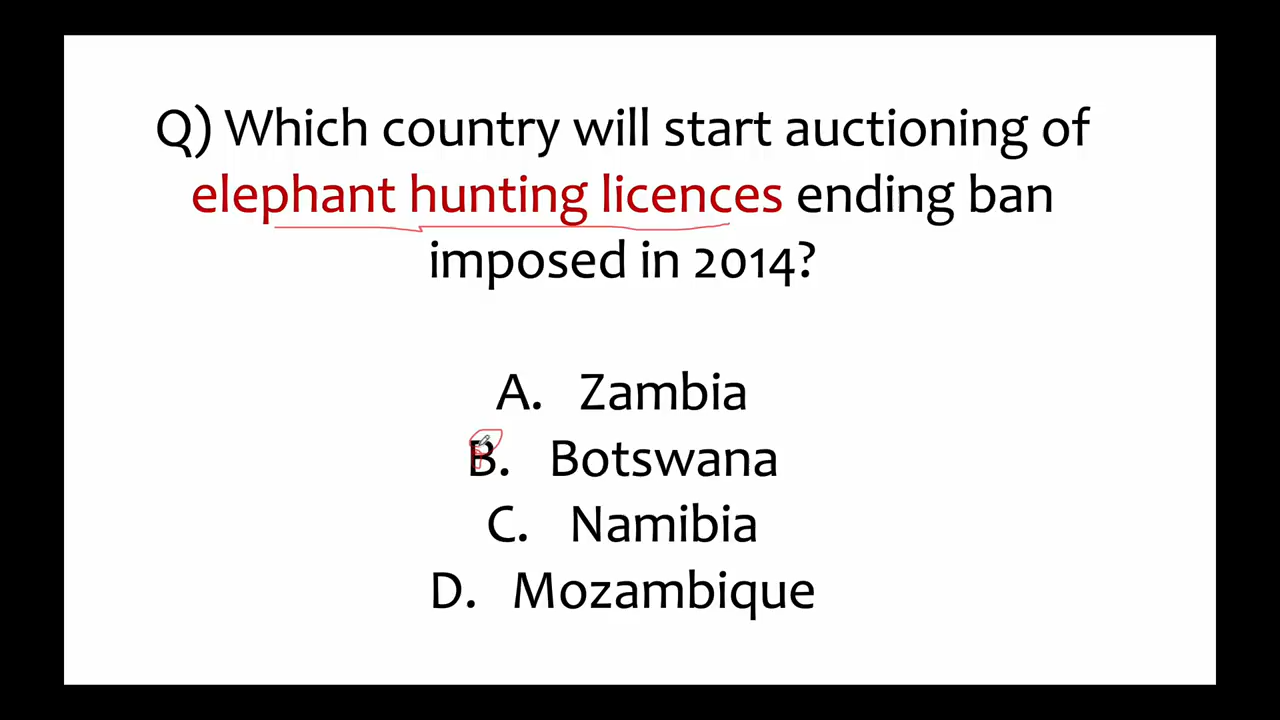 Q) Which country will start auctioning of
elephant hunting licences ending ban
imposed in 2014?
A. Zambia
B. Botswana
C. Namibia
D. Mozambique